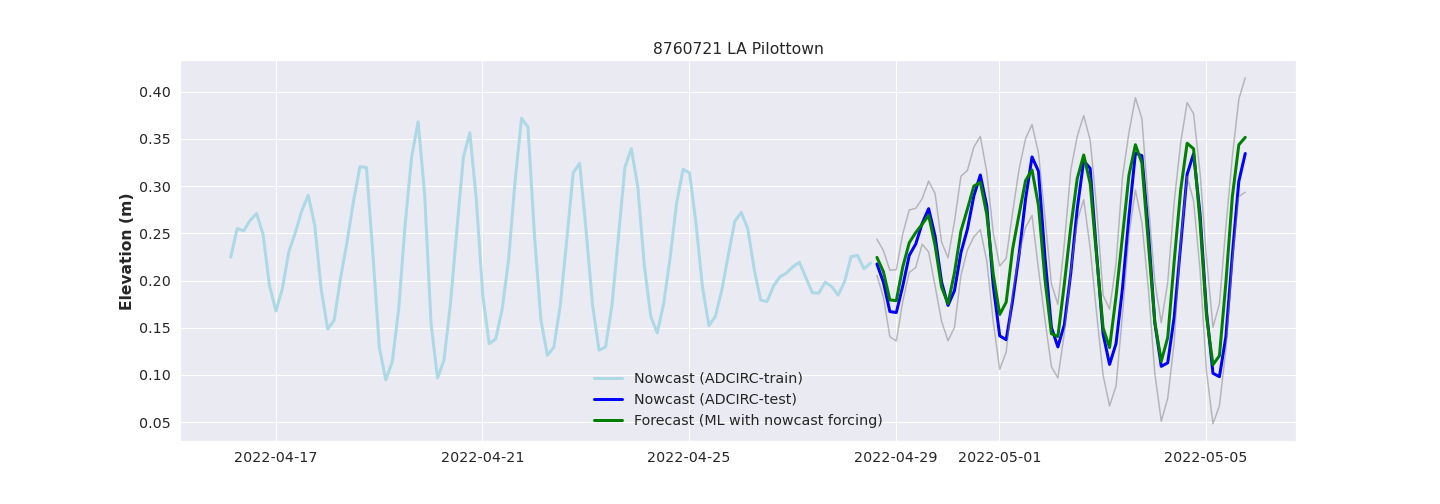 8760721 LA Pilottown
Elevation (m)
0.40
0.35
0.30
0.25
0.20
0.15
0.10
0.05
Nowcast (ADCIRC-train)
Nowcast (ADCIRC-test)
Forecast (ML with nowcast forcing)
2022-04-17 2022-04-21 2022-04-25 2022-04-29 2022-05-01 2022-05-05